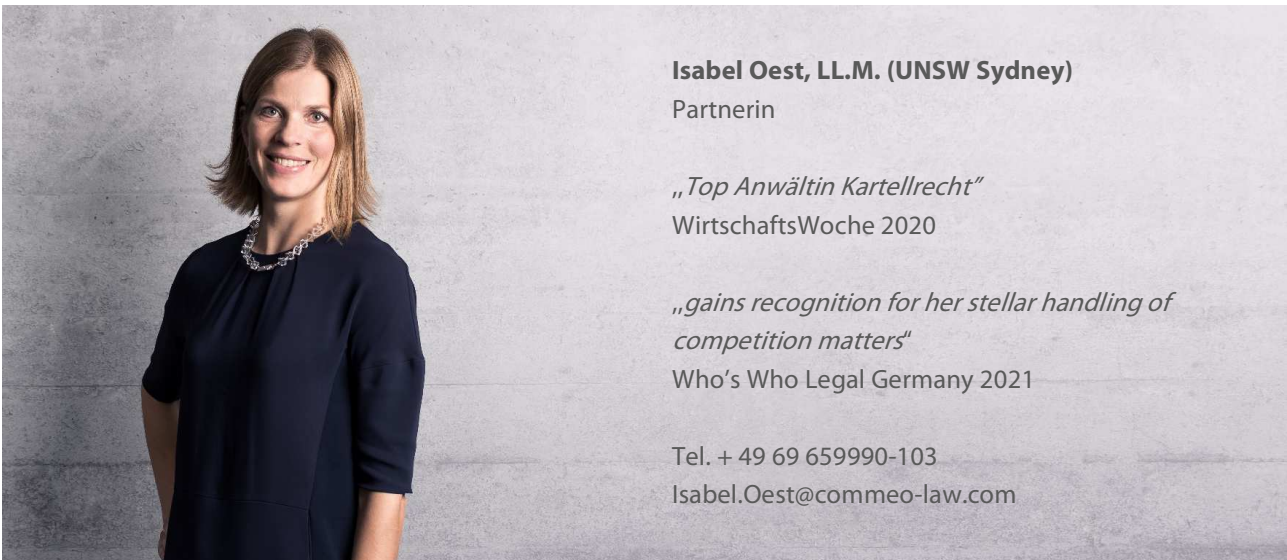 Isabel Oest, LL.M. (UNSW Sydney)
Partnerin
„Top Anwältin Kartellrecht”
WirtschaftsWoche 2020
„gains recognition for her stellar handling of
competition matters“
Who’s Who Legal Germany 2021
Tel. + 49 69 659990-103
Isabel.Oest@commeo-law.com